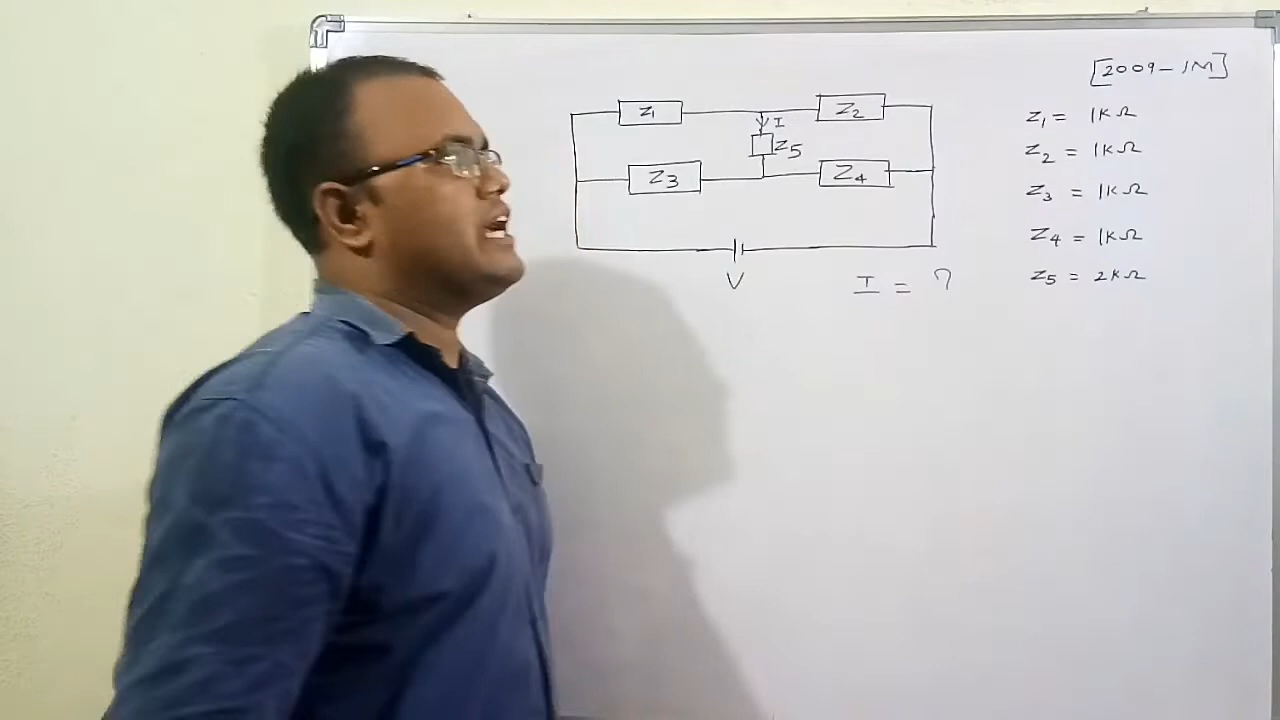 [2009-1M]
Z1
Z2
I
Z5
Z3
Z4
V
I = ?
Z1 = 1KΩ
Z2 = 1KΩ
Z3 = 1KΩ
Z4 = 1KΩ
Z5 = 2KΩ